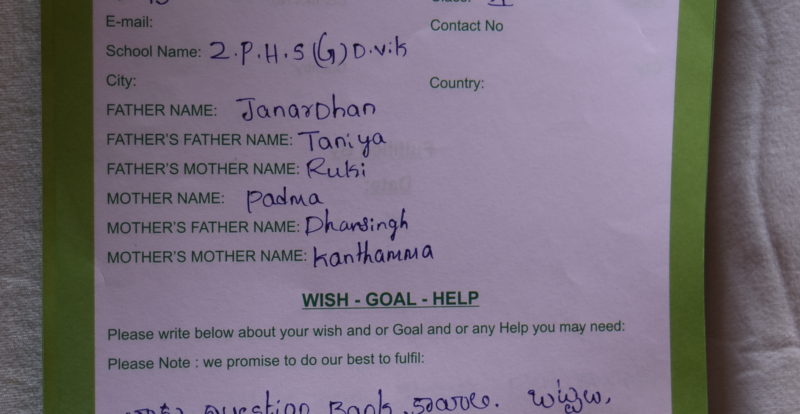 Class:
E-mail:
Contact No
School Name: Z.P.H.S (G) D.V.K
City:
Country:
FATHER NAME: Janardhan
FATHER'S FATHER NAME: Taniya
FATHER'S MOTHER NAME: Ruki
MOTHER NAME: Padma
MOTHER'S FATHER NAME: Dharsingh
MOTHER'S MOTHER NAME: Kanthamma
WISH - GOAL - HELP
Please write below about your wish and or Goal and or any Help you may need:
Please Note : we promise to do our best to fulfil:
Question Bank కావాలి.